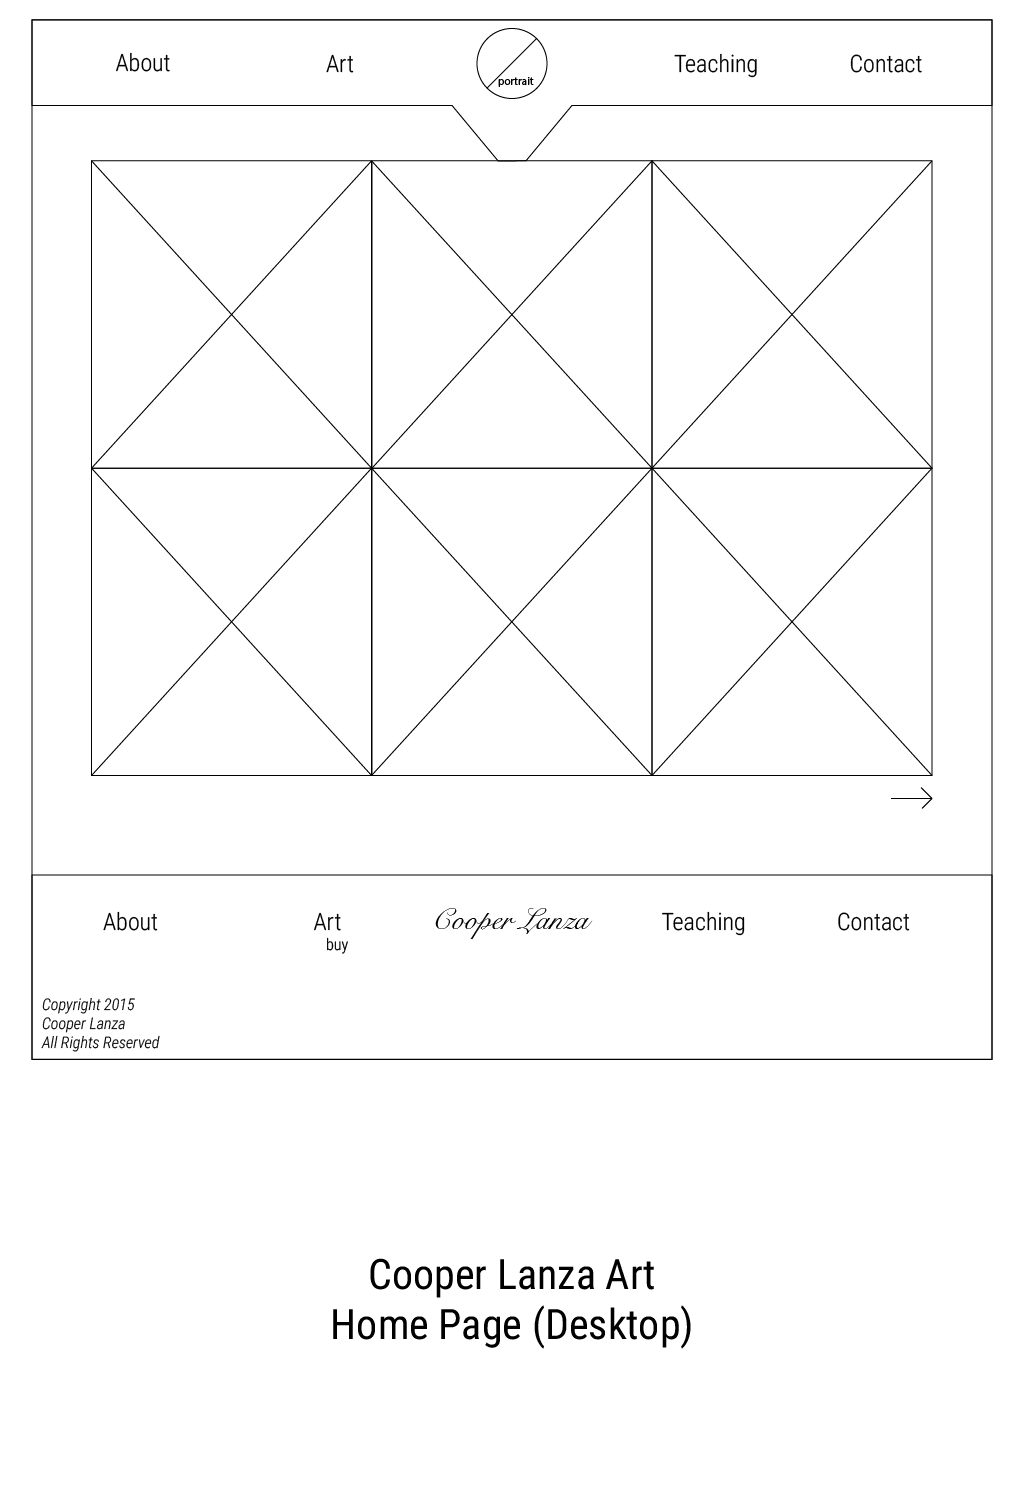 About
Art
portrait
Teaching
Contact
About
Art
buy
Cooper Lanza
Teaching
Contact
Copyright 2015
Cooper Lanza
All Rights Reserved
Cooper Lanza Art
Home Page (Desktop)